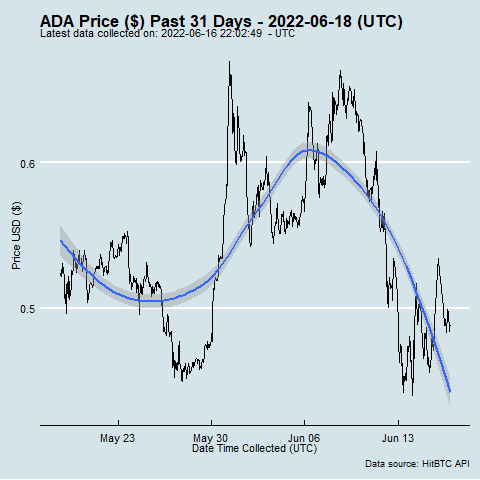 ADA Price ($) Past 31 Days - 2022-06-18 (UTC)
Latest data collected on: 2022-06-16 22:02:49 - UTC
0.6
0.5
Price USD ($)
May 23 May 30 Jun 06 Jun 13
Date Time Collected (UTC)
Data source: HitBTC API